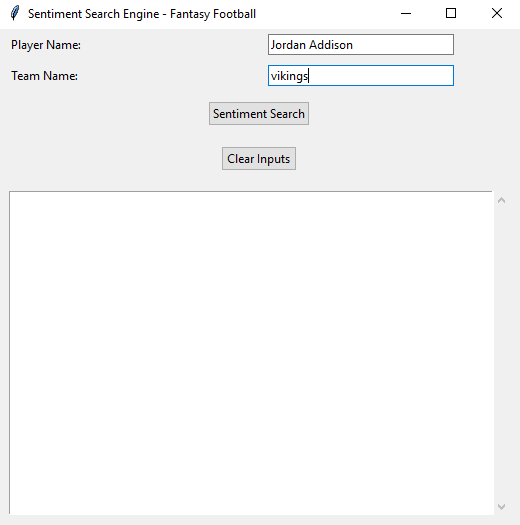 Sentiment Search Engine - Fantasy Football
Player Name: Jordan Addison
Team Name: vikings
Sentiment Search
Clear Inputs